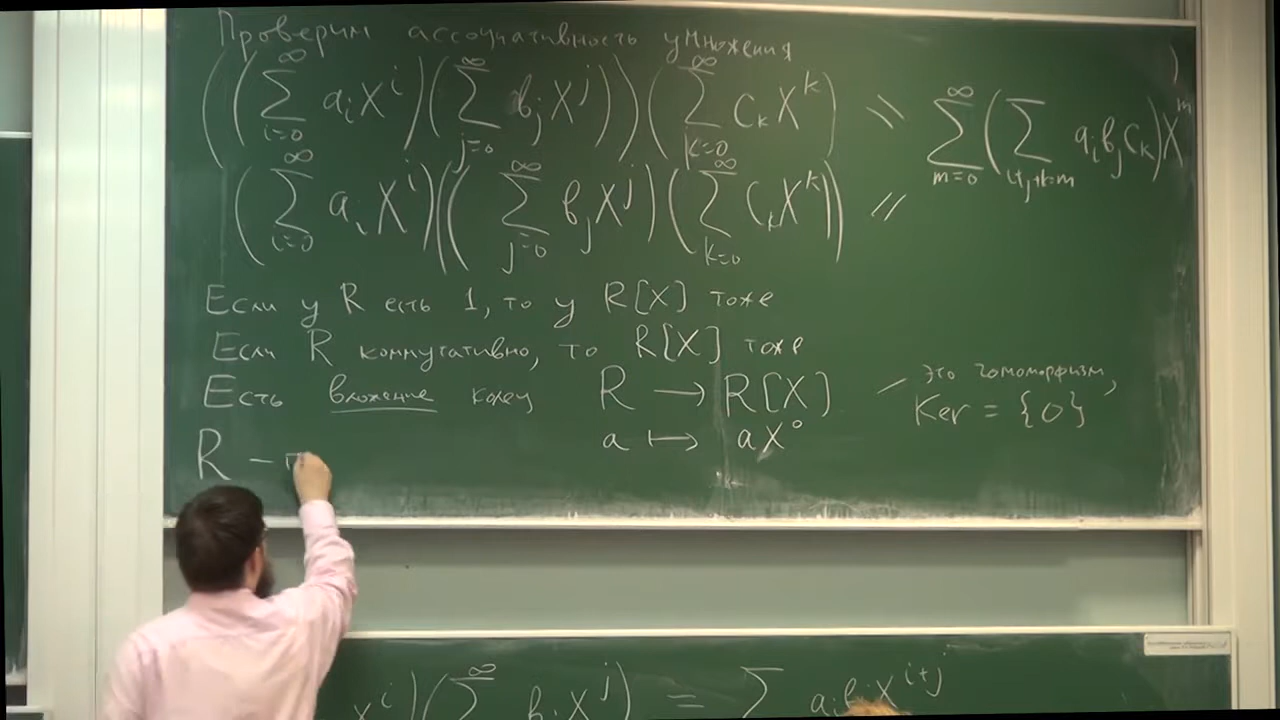 Проверим ассоциативность умножения
((∑_{i=0}^{∞} a_i X^i)(∑_{j=0}^{∞} b_j X^j))(∑_{k=0}^{∞} c_k X^k) = ∑_{m=0}^{∞}(∑_{i+j+k=m} a_i b_j c_k)X^m
(∑_{i=0}^{∞} a_i X^i)((∑_{j=0}^{∞} b_j X^j)(∑_{k=0}^{∞} c_k X^k)) =
Если у R есть 1, то у R[X] тоже
Если R коммутативно, то R[X] тоже
Есть вложение колец R → R[X] — это гомоморфизм,
Ker = {0}
a ↦ aX^0
R –
X^i)(∑^{∞} b_j X^j) = ∑ a_i b_j X^{i+j}